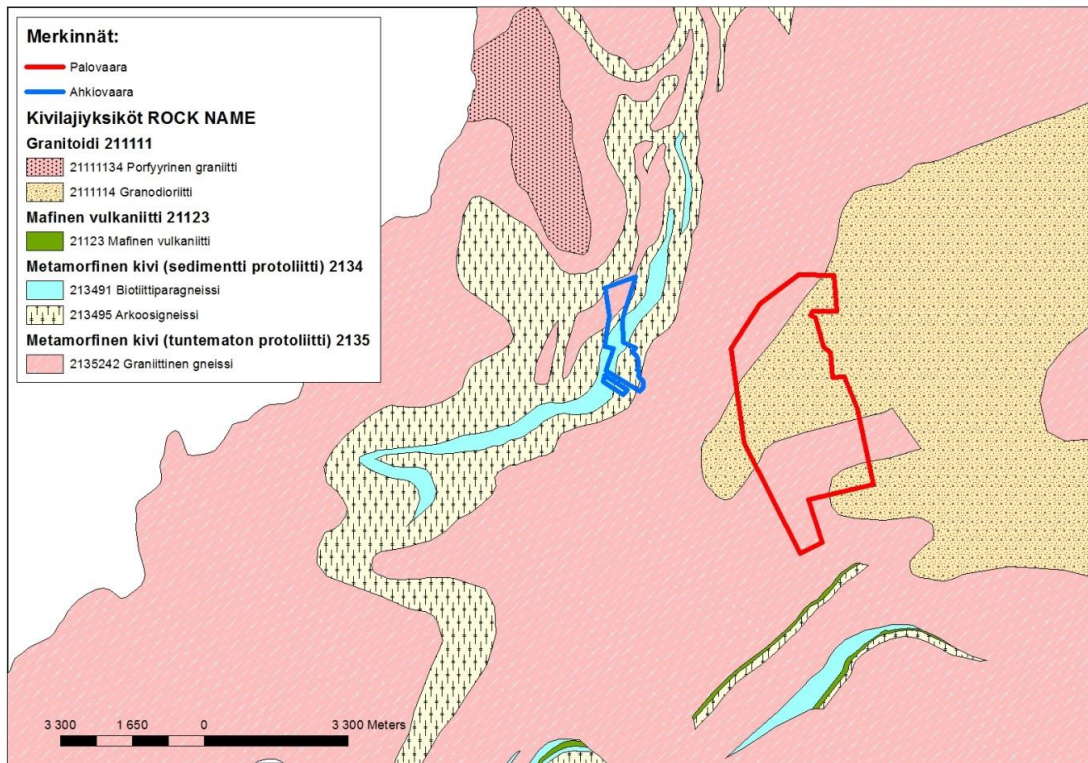 Merkinnät:
Palovaara
Ahkiovaara
Kivilajiyksiköt ROCK NAME
Granitoidi 211111
21111134 Porfyyrinen graniitti
2111114 Granodioriitti
Mafinen vulkaniitti 21123
21123 Mafinen vulkaniitti
Metamorfinen kivi (sedimentti protoliitti) 2134
213491 Biotiittiparagneissi
213495 Arkoosigneissi
Metamorfinen kivi (tuntematon protoliitti) 2135
2135242 Graniittinen gneissi
3 300 1 650 0 3 300 Meters